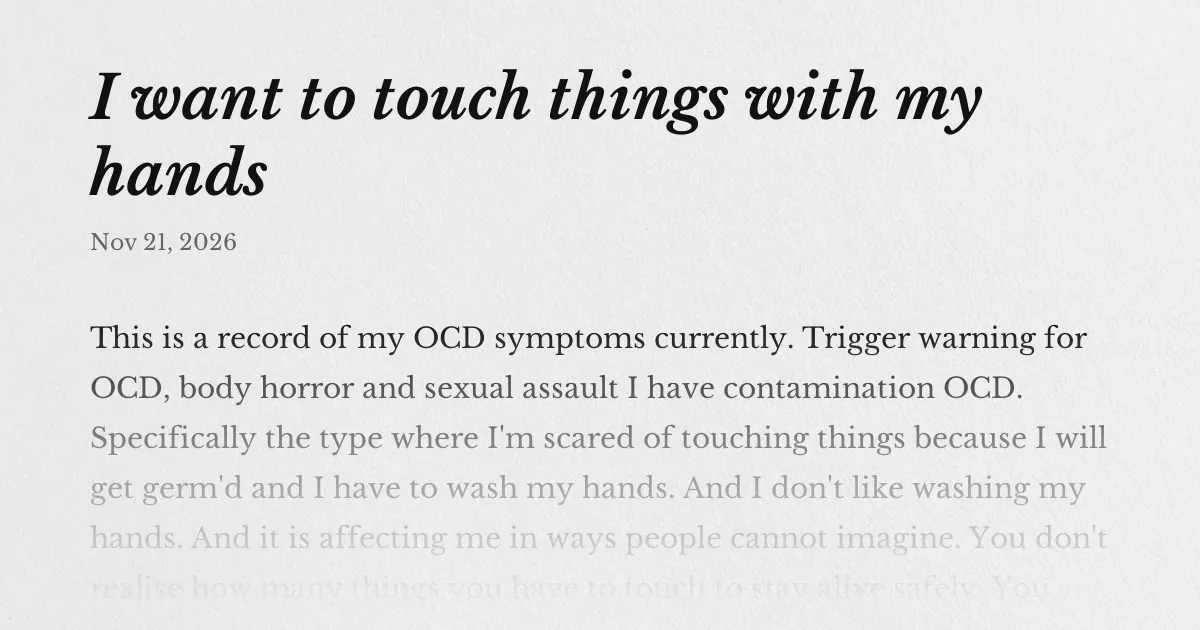 I want to touch things with my
hands
Nov 21, 2026
This is a record of my OCD symptoms currently. Trigger warning for
OCD, body horror and sexual assault I have contamination OCD.
Specifically the type where I'm scared of touching things because I will
get germ'd and I have to wash my hands. And I don't like washing my
hands. And it is affecting me in ways people cannot imagine. You don't
realise how many things you have to touch to stay alive safely. You